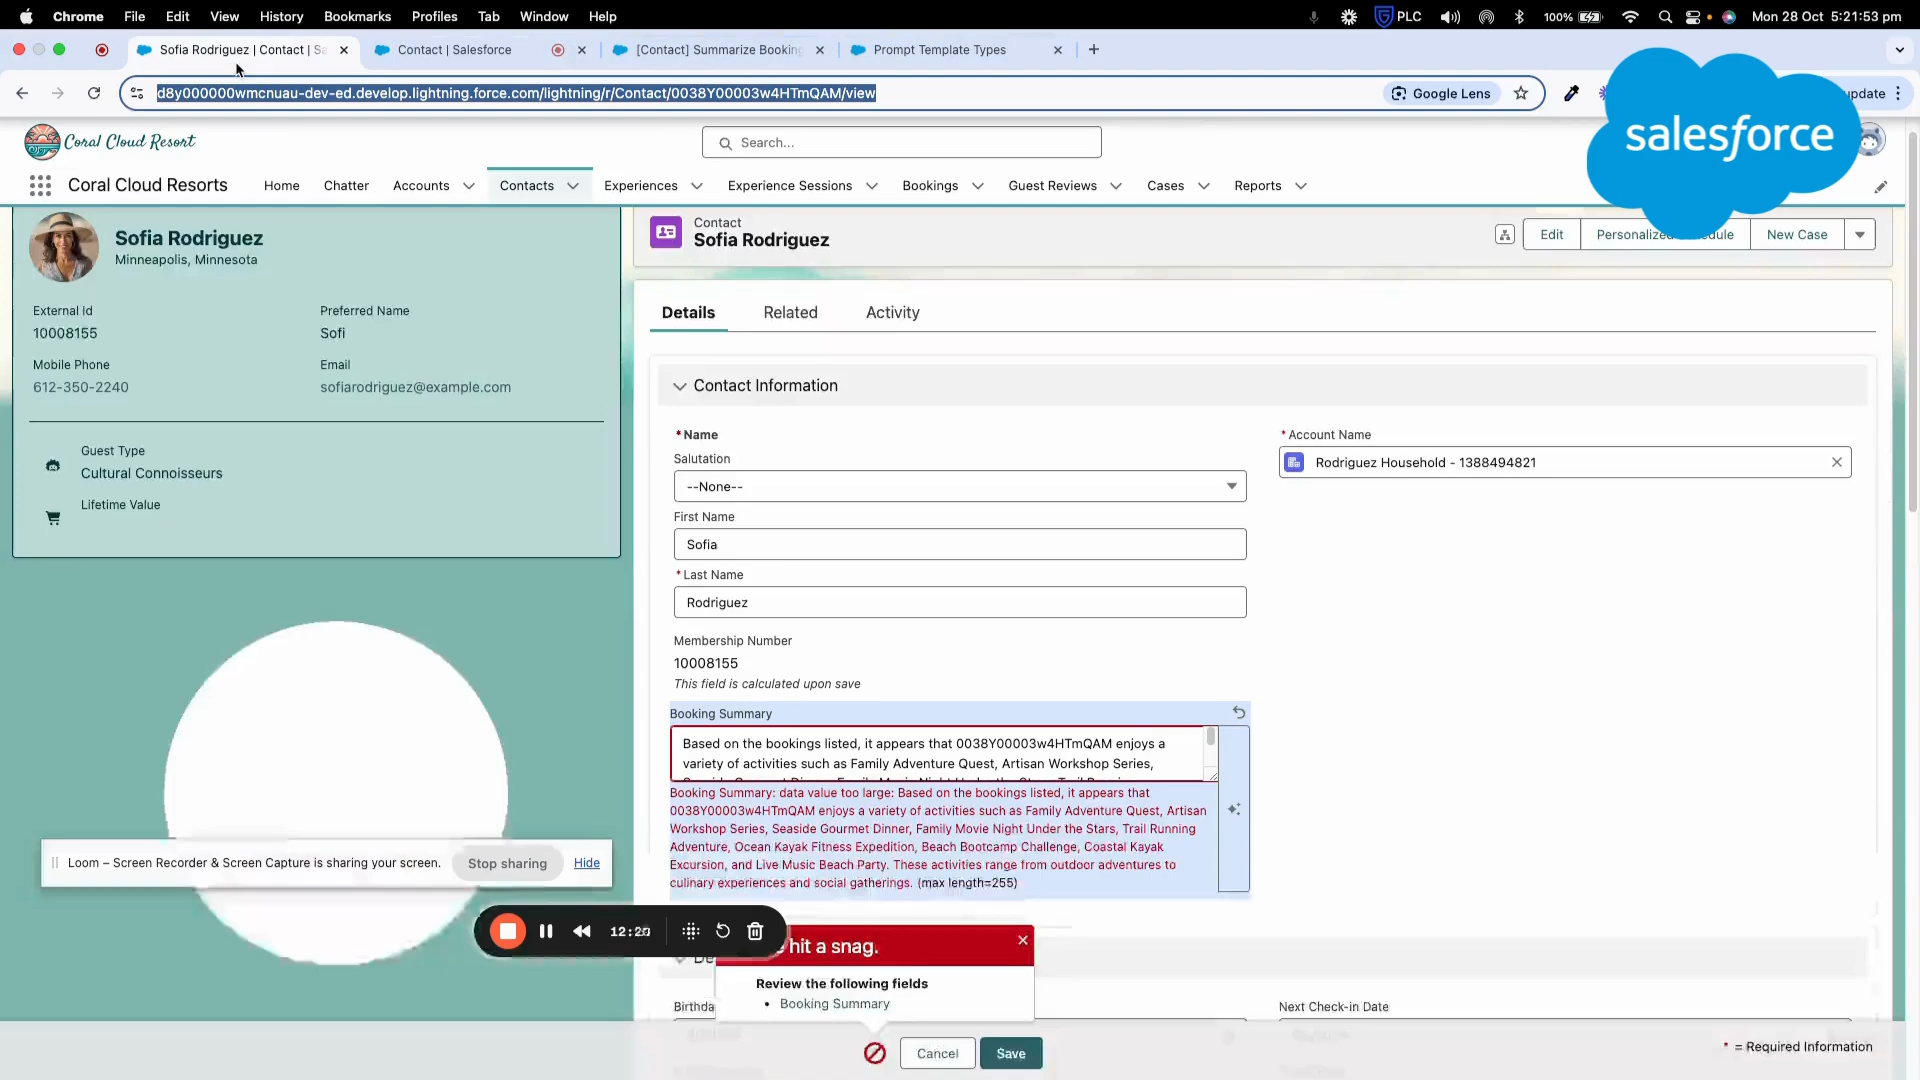 Chrome File Edit View History Bookmarks Profiles Tab Window Help
PLC 100% Mon 28 Oct 5:21:53 pm
Sofia Rodriguez | Contact | Sa
Contact | Salesforce
[Contact] Summarize Booking
Prompt Template Types
d8y000000wmcnuau-dev-ed.develop.lightning.force.com/lightning/r/Contact/0038Y00003w4HTmQAM/view
Google Lens
update
salesforce
Coral Cloud Resort
Search...
Coral Cloud Resorts
Home Chatter Accounts Contacts Experiences Experience Sessions Bookings Guest Reviews Cases Reports
Sofia Rodriguez
Minneapolis, Minnesota
External Id
10008155
Preferred Name
Sofi
Mobile Phone
612-350-2240
Email
sofiarodriguez@example.com
Guest Type
Cultural Connoisseurs
Lifetime Value
Contact
Sofia Rodriguez
Edit
New Case
Details Related Activity
Contact Information
* Name
Salutation
--None--
First Name
Sofia
* Last Name
Rodriguez
Membership Number
10008155
This field is calculated upon save
* Account Name
Rodriguez Household - 1388494821
Booking Summary
Based on the bookings listed, it appears that 0038Y00003w4HTmQAM enjoys a
variety of activities such as Family Adventure Quest, Artisan Workshop Series,
Booking Summary: data value too large: Based on the bookings listed, it appears that
0038Y00003w4HTmQAM enjoys a variety of activities such as Family Adventure Quest, Artisan
Workshop Series, Seaside Gourmet Dinner, Family Movie Night Under the Stars, Trail Running
Adventure, Ocean Kayak Fitness Expedition, Beach Bootcamp Challenge, Coastal Kayak
Excursion, and Live Music Beach Party. These activities range from outdoor adventures to
culinary experiences and social gatherings. (max length=255)
Loom – Screen Recorder & Screen Capture is sharing your screen.
Stop sharing
Hide
hit a snag.
Review the following fields
• Booking Summary
Birthda
Next Check-in Date
Cancel
Save
* = Required Information